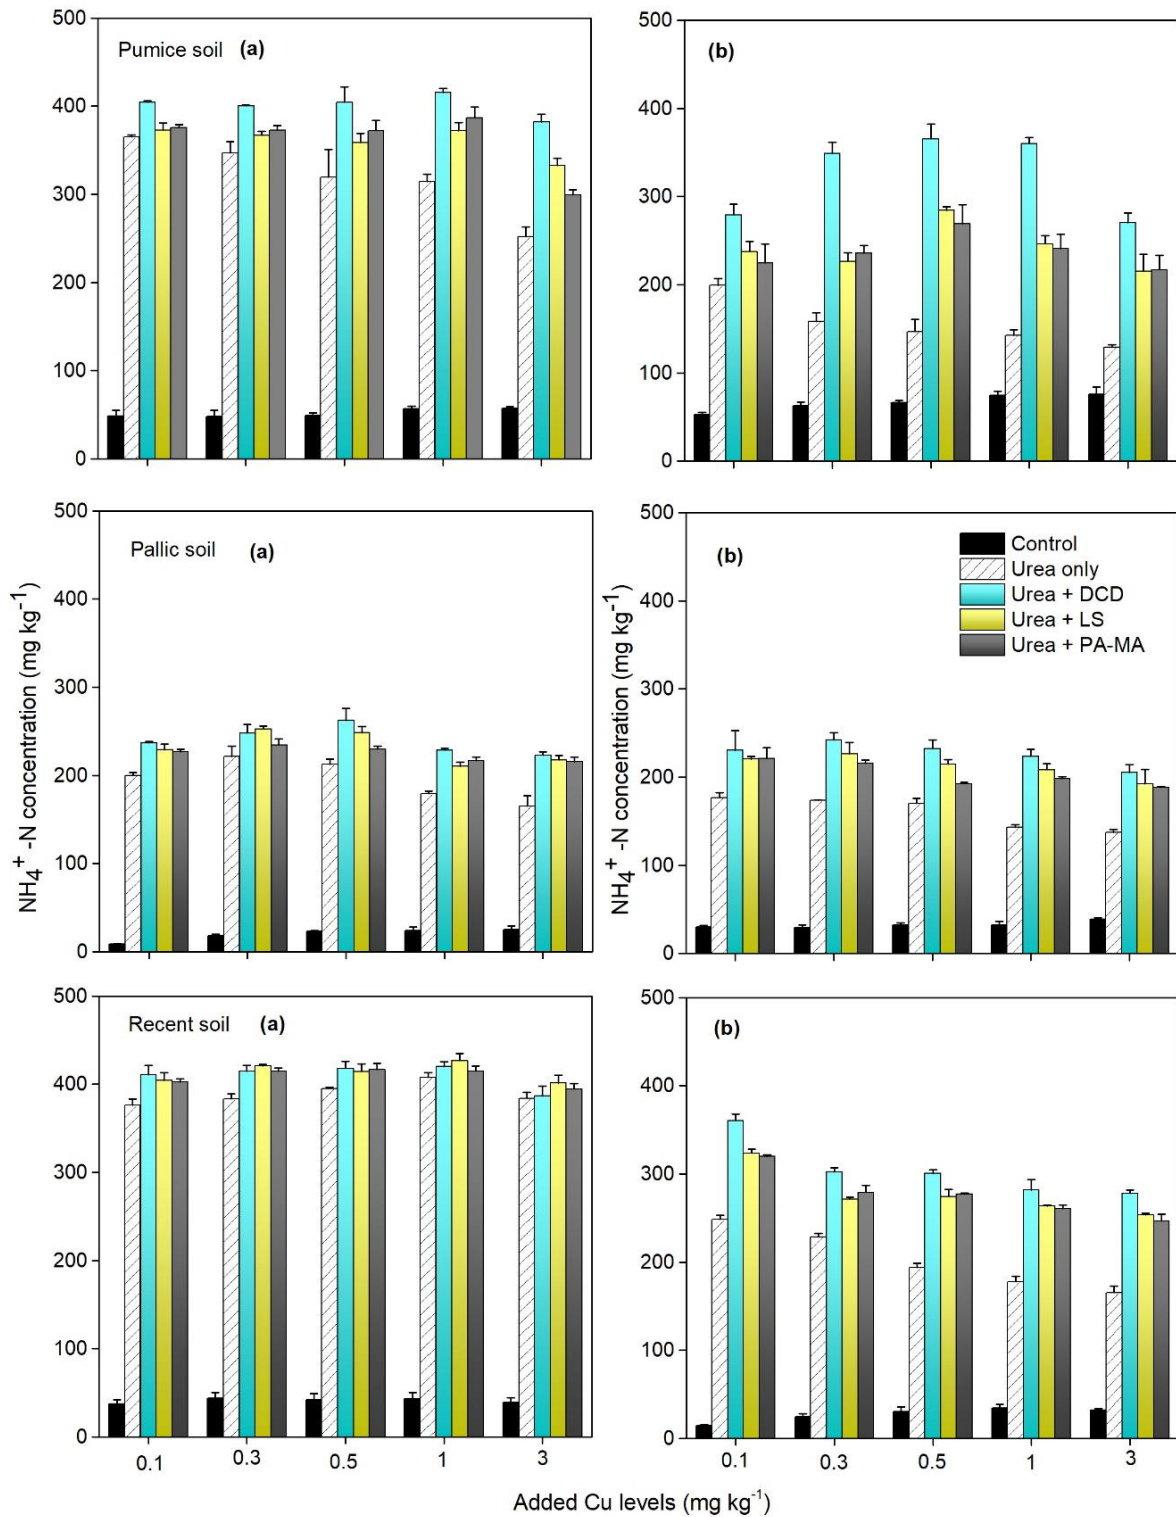 Pumice soil (a)
500
400
300
200
100
0
(b)
500
400
300
200
100
0
Pallic soil (a)
500
400
300
200
100
0
NH4+ -N concentration (mg kg-1)
(b)
Control
Urea only
Urea + DCD
Urea + LS
Urea + PA-MA
500
400
300
200
100
0
NH4+ -N concentration (mg kg-1)
Recent soil (a)
500
400
300
200
100
0
0.1 0.3 0.5 1 3
(b)
500
400
300
200
100
0
0.1 0.3 0.5 1 3
Added Cu levels (mg kg-1)